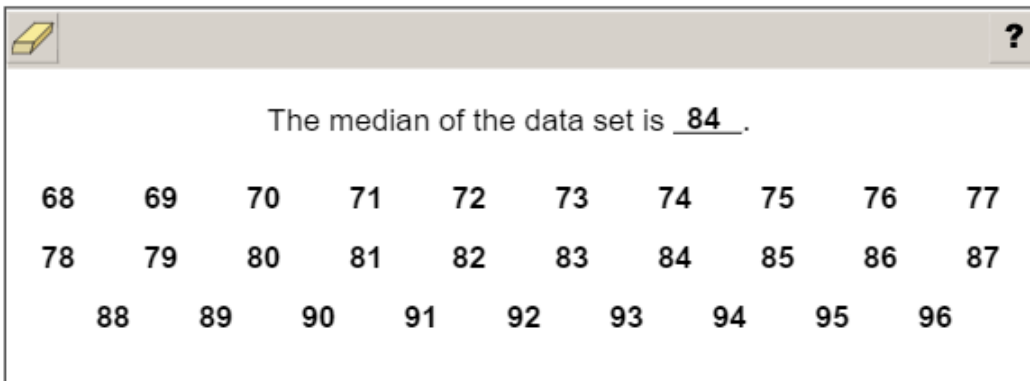 ?
The median of the data set is 84 .
68 69 70 71 72 73 74 75 76 77
78 79 80 81 82 83 84 85 86 87
88 89 90 91 92 93 94 95 96